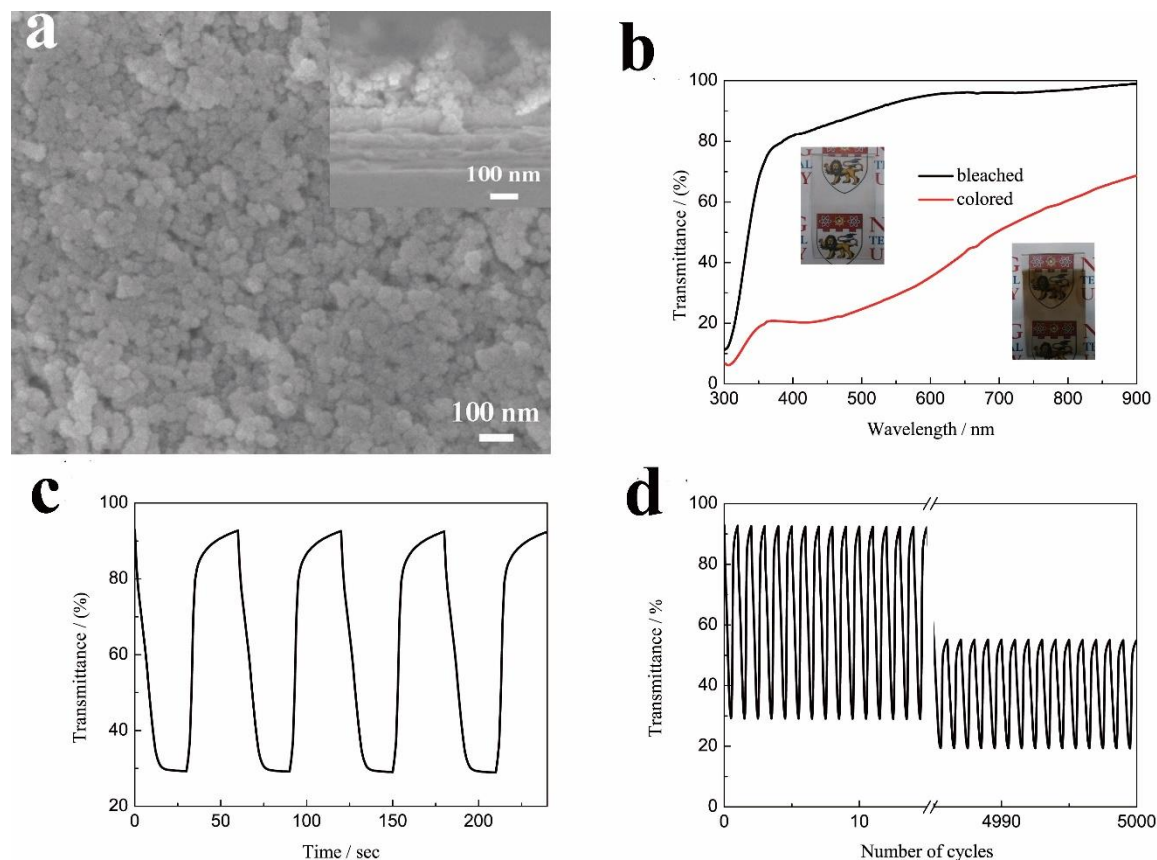 a
100 nm
100 nm
b
100
80
60
40
20
0
Transmittance / (%)
bleached
colored
300 400 500 600 700 800 900
Wavelength / nm
c
100
80
60
40
20
Transmittance / (%)
0 50 100 150 200
Time / sec
d
100
80
60
40
20
0
Transmittance / %
0 10 4990 5000
Number of cycles